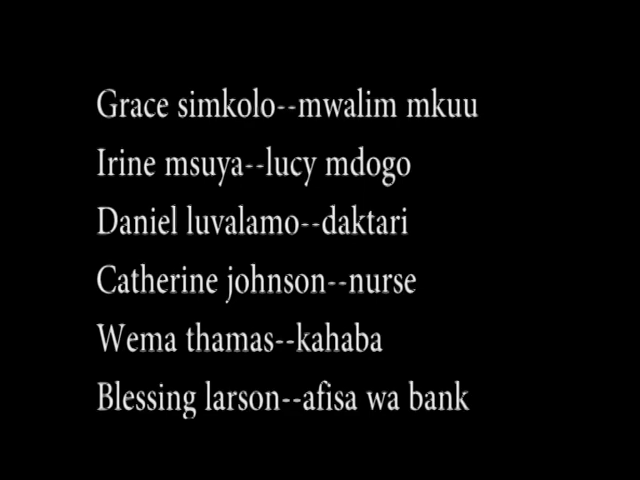 Grace simkolo--mwalim mkuu
Irine msuya--lucy mdogo
Daniel luvalamo--daktari
Catherine johnson--nurse
Wema thamas--kahaba
Blessing larson--afisa wa bank